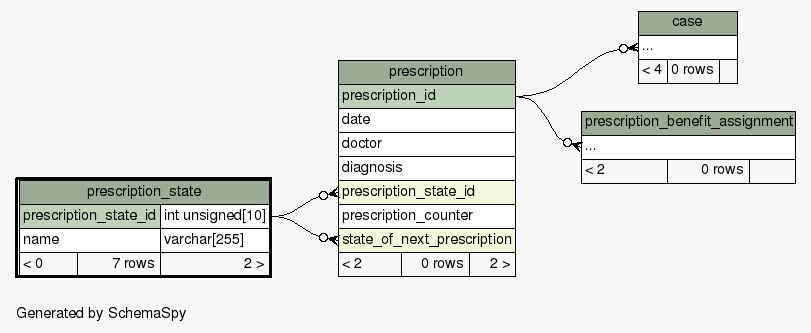 case
...
< 4 0 rows
prescription
prescription_id
date
doctor
diagnosis
prescription_state_id
prescription_counter
state_of_next_prescription
< 2 0 rows 2 >
prescription_benefit_assignment
...
< 2 0 rows
prescription_state
prescription_state_id int unsigned[10]
name varchar[255]
< 0 7 rows 2 >
Generated by SchemaSpy